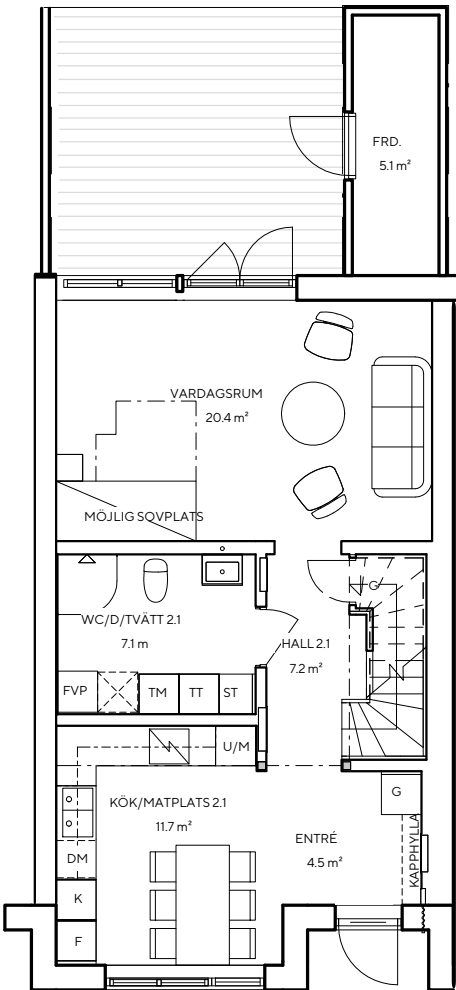 FRD.
5.1 m²
VARDAGSRUM
20.4 m²
MÖJLIG SOVPLATS
G
WC/D/TVÄTT 2.1
7.1 m
HALL 2.1
7.2 m²
FVP
TM
TT
ST
U/M
G
KÖK/MATPLATS 2.1
11.7 m²
ENTRÉ
4.5 m²
KAPPHYLLA
DM
K
F